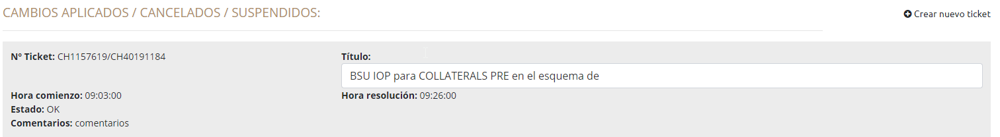 CAMBIOS APLICADOS / CANCELADOS / SUSPENDIDOS:
Crear nuevo ticket
Nº Ticket: CH1157619/CH40191184
Título:
BSU IOP para COLLATERALS PRE en el esquema de
Hora comienzo: 09:03:00
Hora resolución: 09:26:00
Estado: OK
Comentarios: comentarios